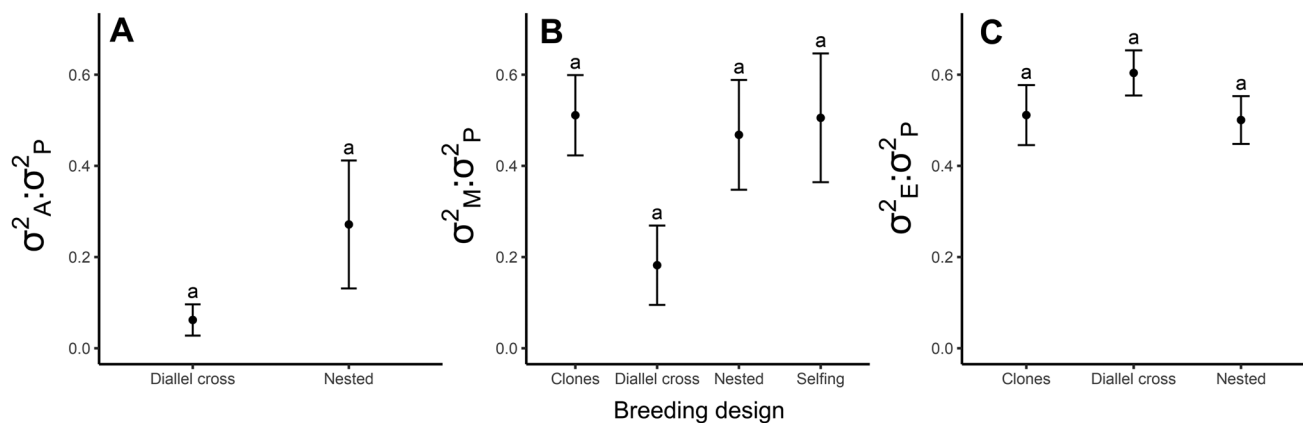 A
σ²A:σ²P
0.6
0.4
0.2
0.0
a
a
Diallel cross
Nested
B
σ²M:σ²P
0.6
0.4
0.2
0.0
a
a
a
a
Clones
Diallel cross
Nested
Selfing
Breeding design
C
σ²E:σ²P
0.6
0.4
0.2
0.0
a
a
a
Clones
Diallel cross
Nested